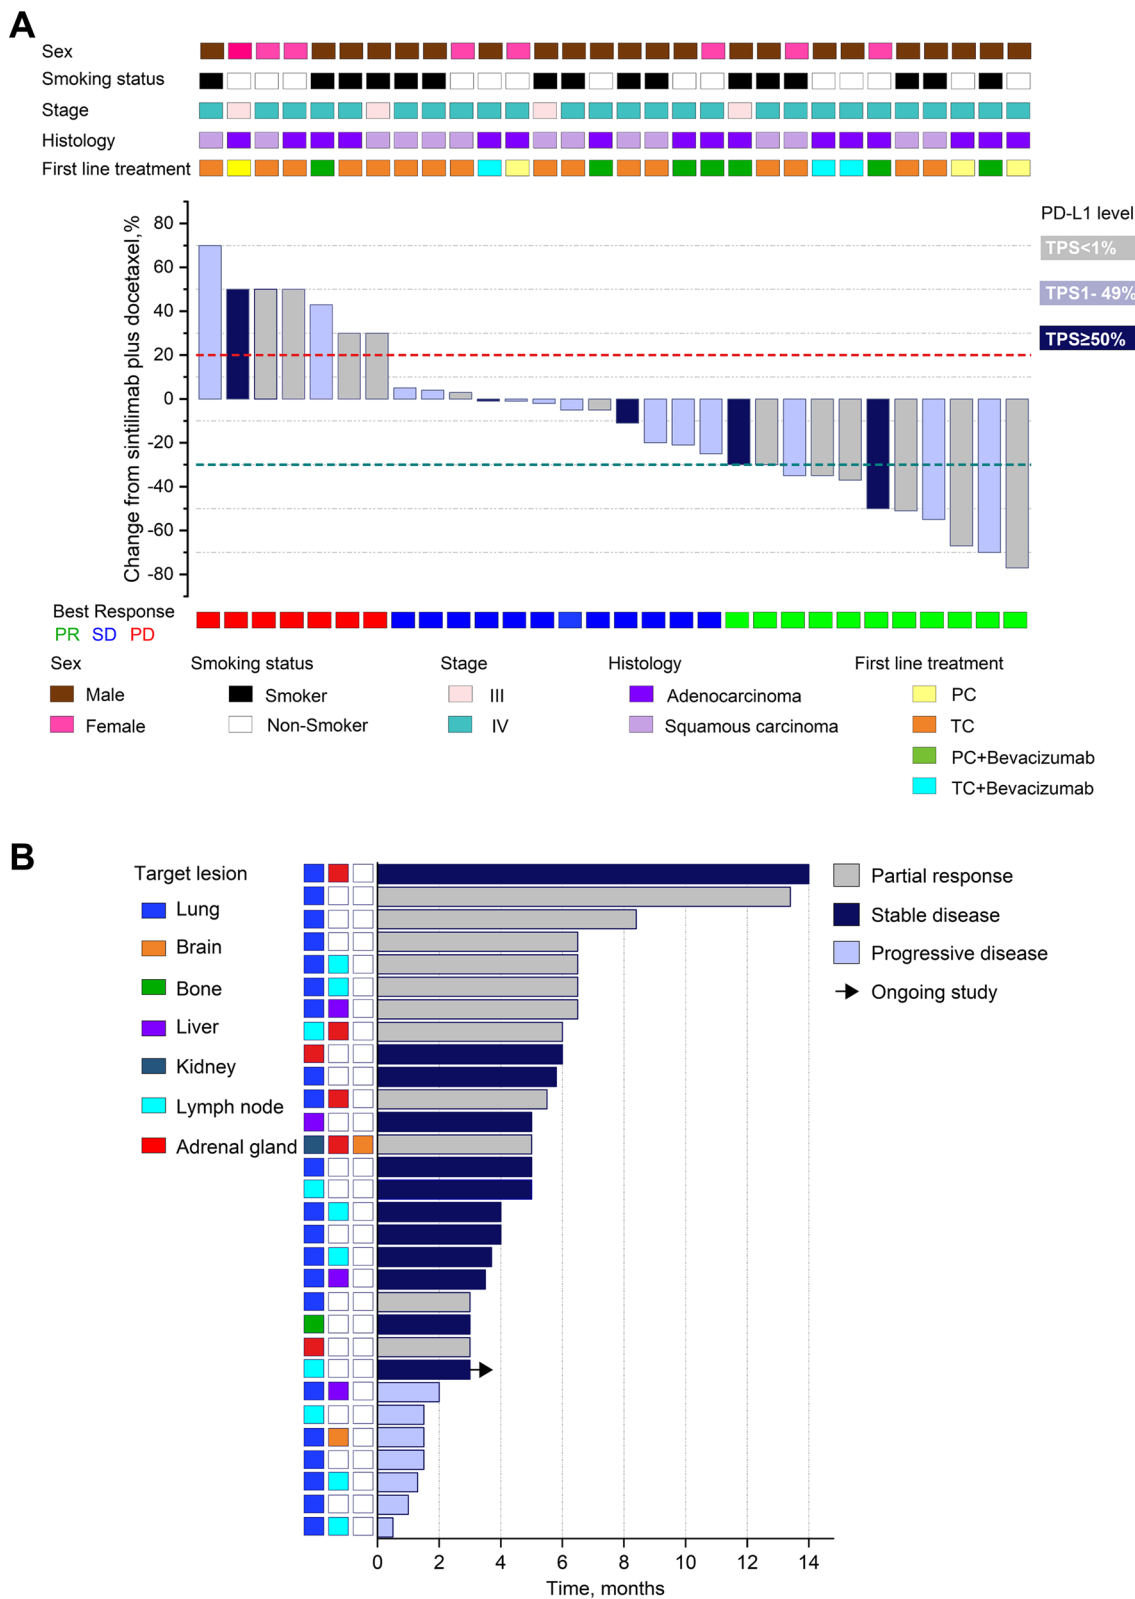 A
Sex
Smoking status
Stage
Histology
First line treatment
PD-L1 level
TPS<1%
TPS1- 49%
TPS≥50%
Change from sintilimab plus docetaxel,%
80
60
40
20
0
-20
-40
-60
-80
Best Response
PR SD PD
Sex
Male
Female
Smoking status
Smoker
Non-Smoker
Stage
III
IV
Histology
Adenocarcinoma
Squamous carcinoma
First line treatment
PC
TC
PC+Bevacizumab
TC+Bevacizumab
B
Target lesion
Lung
Brain
Bone
Liver
Kidney
Lymph node
Adrenal gland
Partial response
Stable disease
Progressive disease
Ongoing study
0 2 4 6 8 10 12 14
Time, months